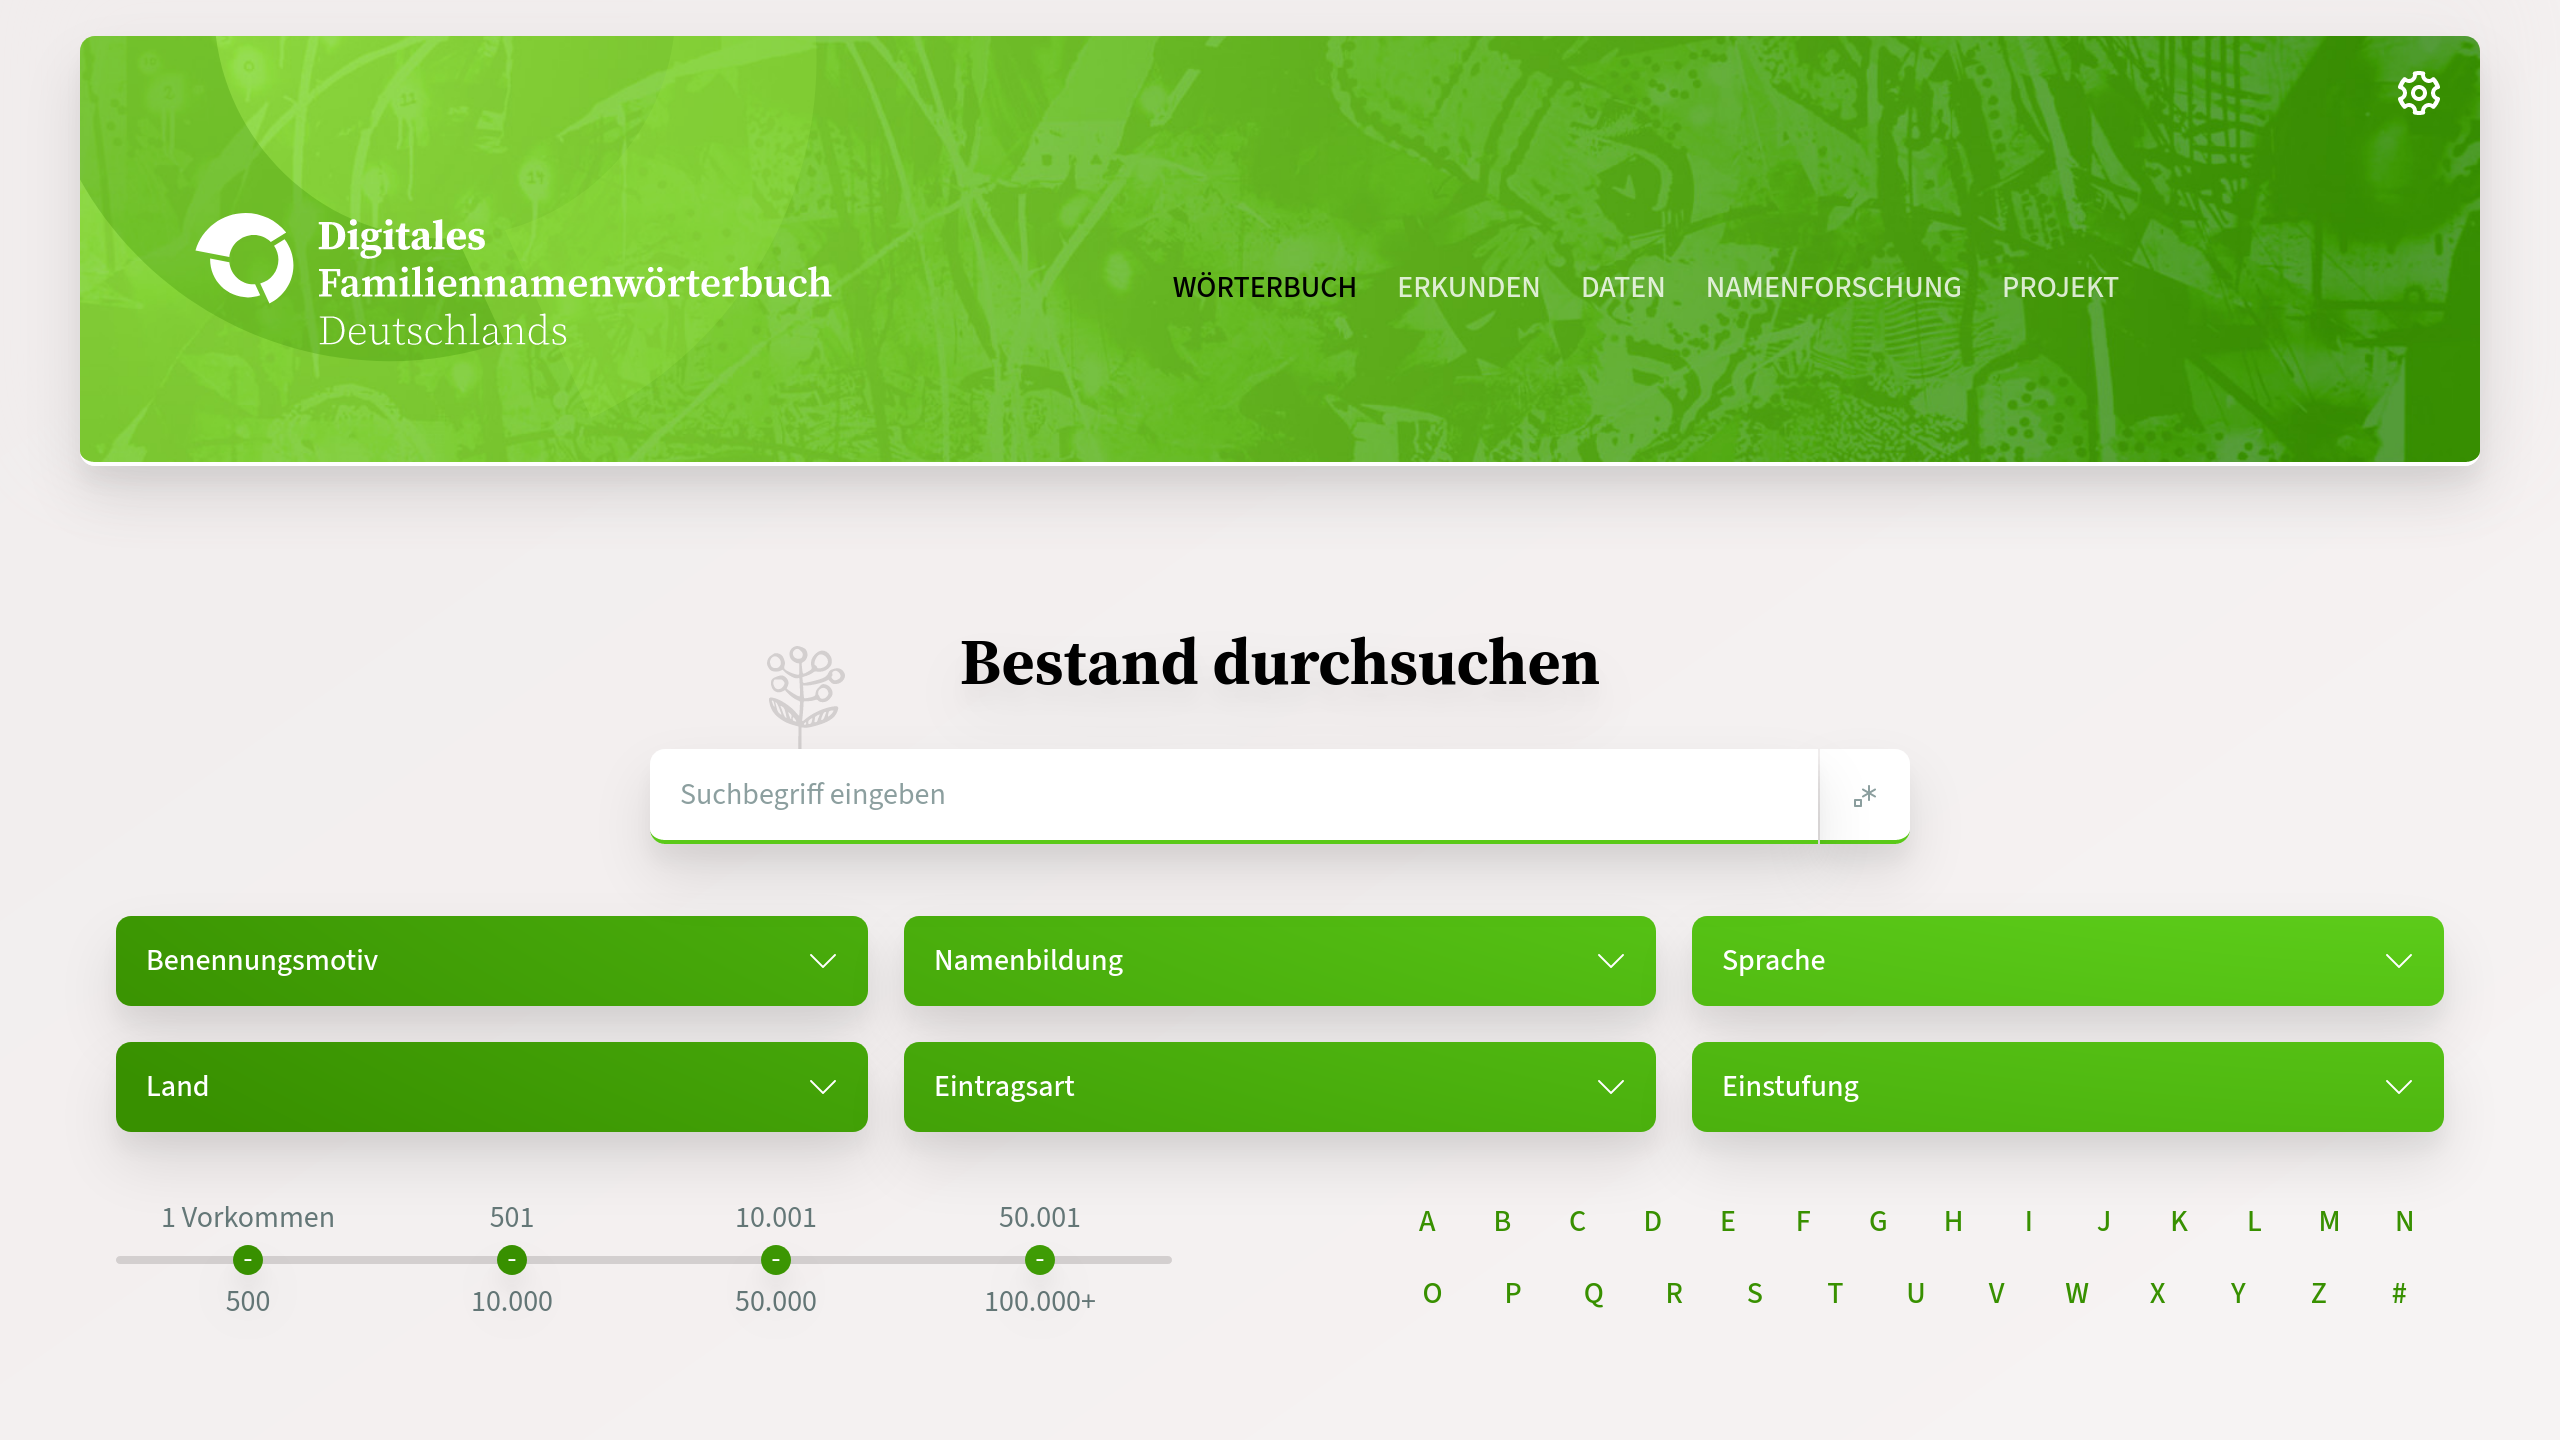 Digitales
Familiennamenwörterbuch
Deutschlands
WÖRTERBUCH ERKUNDEN DATEN NAMENFORSCHUNG PROJEKT
Bestand durchsuchen
Suchbegriff eingeben
.*
Benennungsmotiv Namenbildung Sprache
Land Eintragsart Einstufung
1 Vorkommen 501 10.001 50.001
- - - -
500 10.000 50.000 100.000+
A B C D E F G H I J K L M N
O P Q R S T U V W X Y Z #